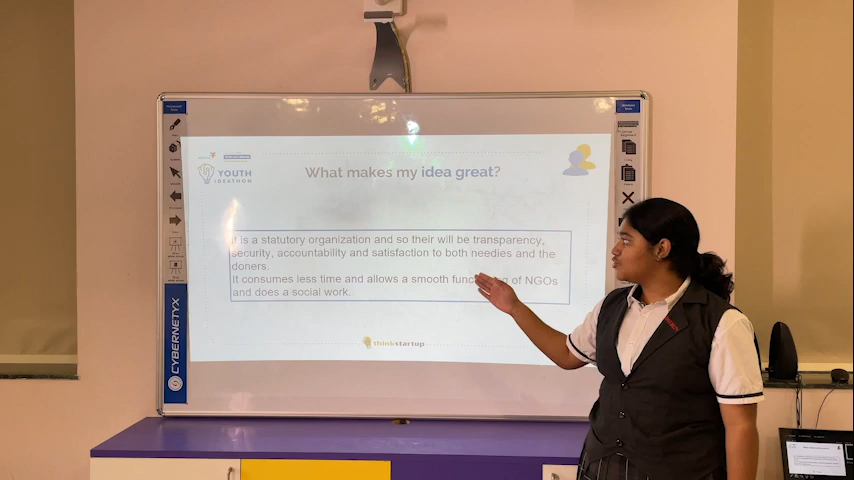 YOUTH
IDEATHON
What makes my idea great?
It is a statutory organization and so their will be transparency,
security, accountability and satisfaction to both needies and the
doners.
It consumes less time and allows a smooth of NGOs
and does a social work.
thinkstartup
CYBERNETYX